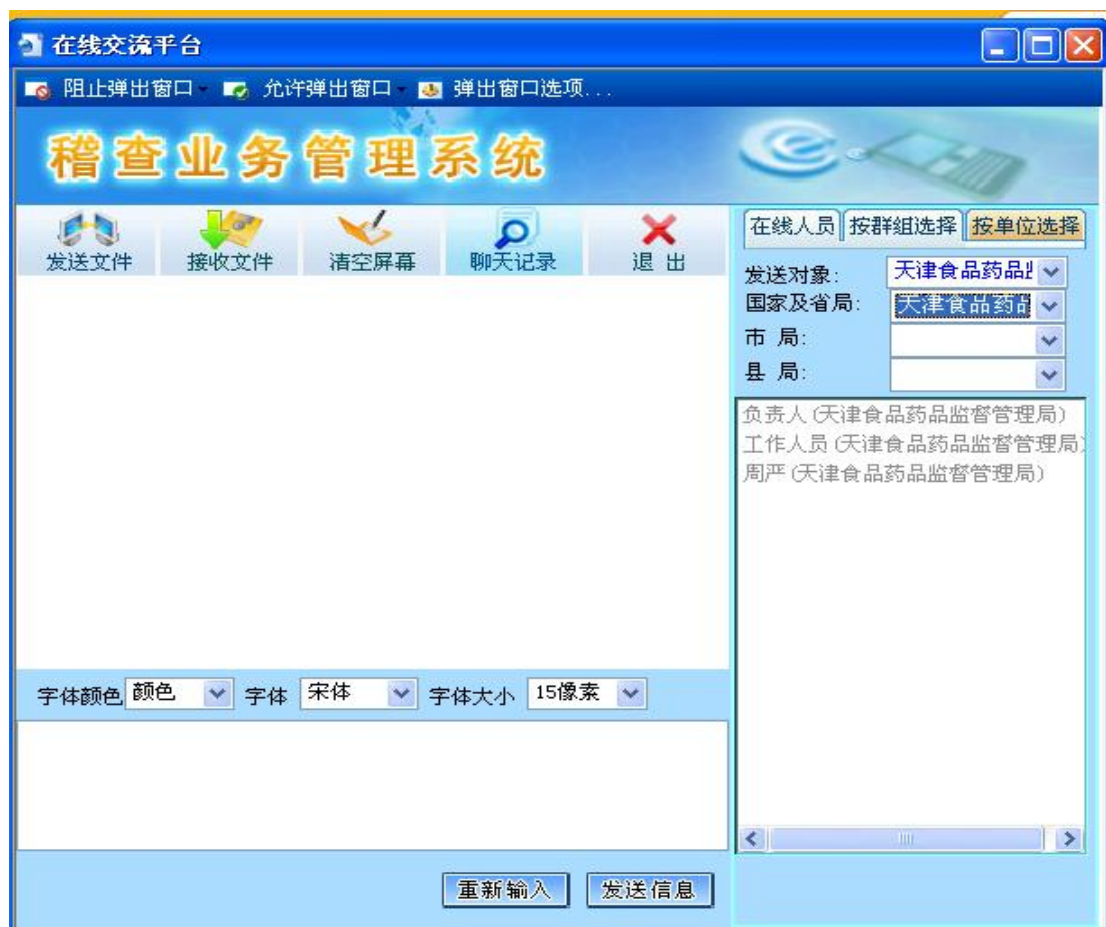 在线交流平台
阻止弹出窗口 允许弹出窗口 弹出窗口选项...
稽查业务管理系统
发送文件 接收文件 清空屏幕 聊天记录 退 出
在线人员 按群组选择 按单位选择
发送对象: 天津食品药品
国家及省局: 天津食品药品
市 局:
县 局:
负责人(天津食品药品监督管理局)
工作人员(天津食品药品监督管理局)
周严(天津食品药品监督管理局)
字体颜色 颜色 字体 宋体 字体大小 15像素
重新输入 发送信息